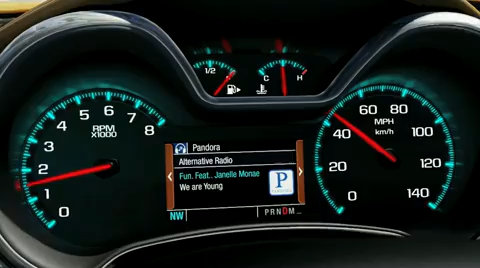 1/2
C H
8
7
6
5
4
3
2
1
0
RPM
X1000
Pandora
Alternative Radio
Fun. Feat.. Janelle Monae
We are Young
P
NW
PRNDM
0
20
40
60
80
100
120
140
MPH
km/h